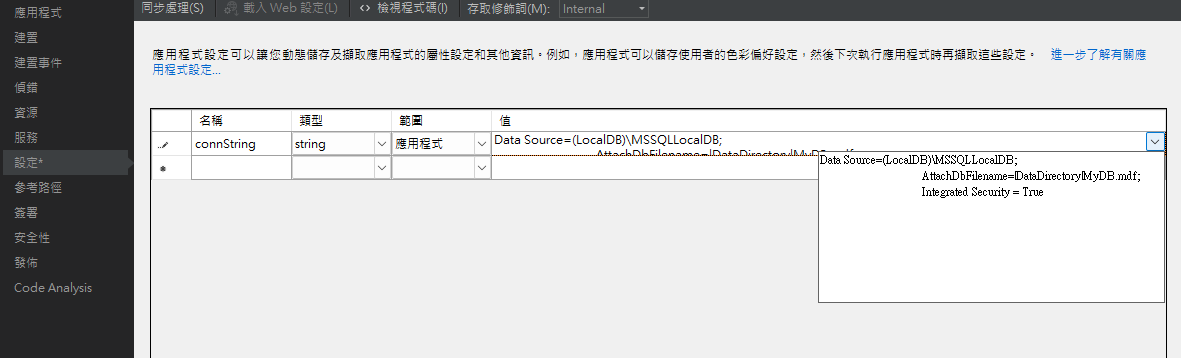 同步處理(S) 載入 Web 設定(L) 檢視程式碼(I) 存取修飾詞(M): Internal
應用程式
建置
建置事件
偵錯
資源
服務
設定*
參考路徑
簽署
安全性
發佈
Code Analysis
應用程式設定可以讓您動態儲存及擷取應用程式的屬性設定和其他資訊。例如，應用程式可以儲存使用者的色彩偏好設定，然後下次執行應用程式時再擷取這些設定。 進一步了解有關應
用程式設定...
名稱 類型 範圍 值
connString string 應用程式 Data Source=(LocalDB)\MSSQLLocalDB;
AttachDbFilename=|DataDirectory|MyDB.mdf;
Data Source=(LocalDB)\MSSQLLocalDB;
AttachDbFilename=|DataDirectory|MyDB.mdf;
Integrated Security = True